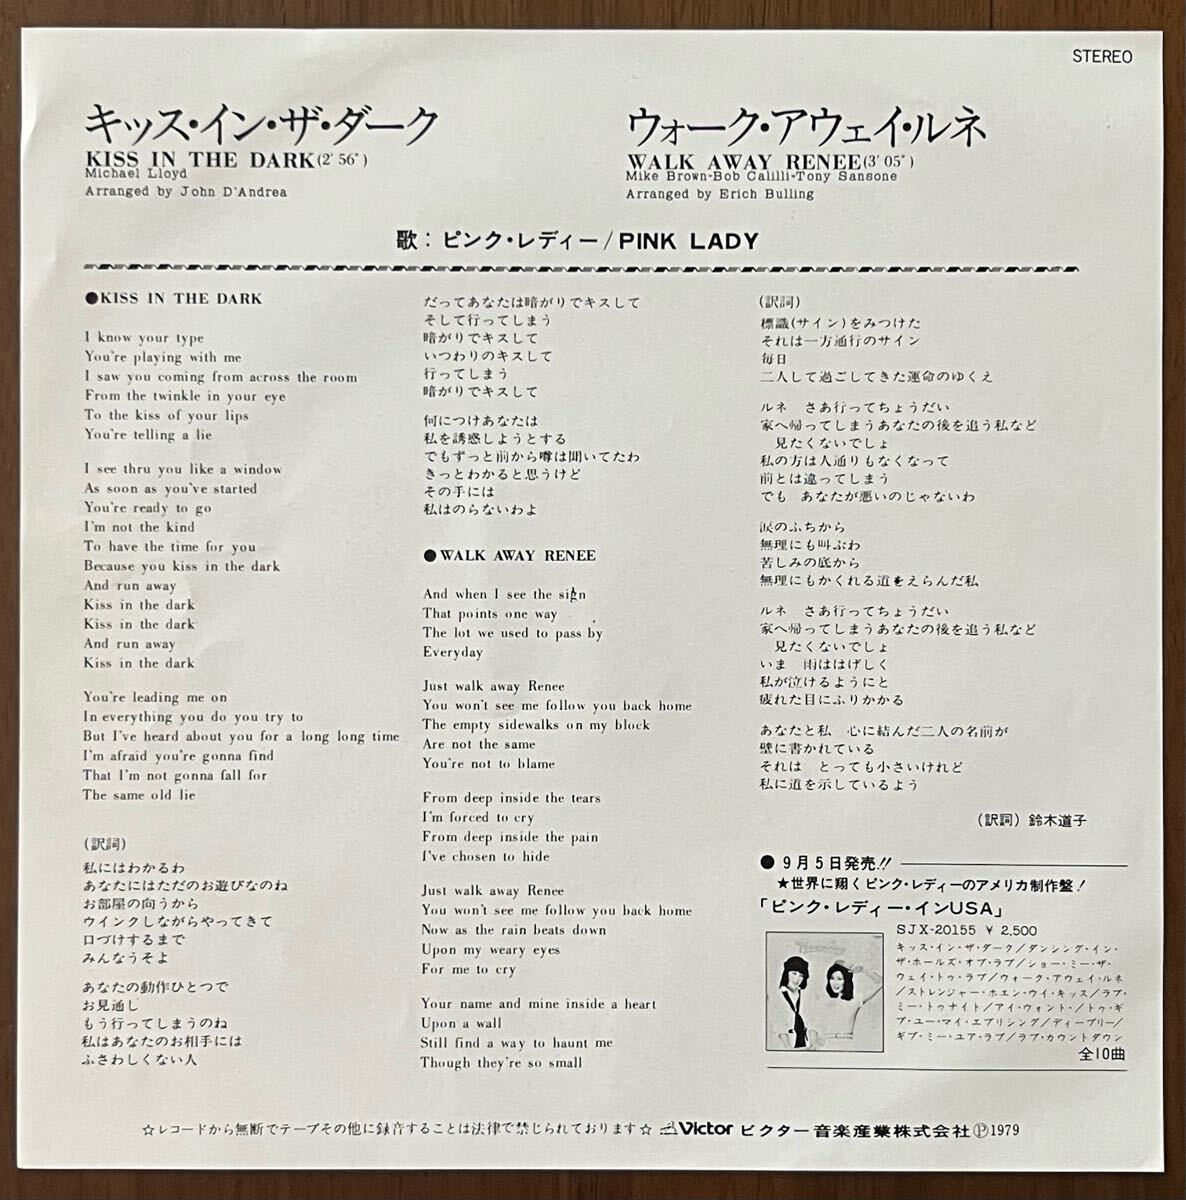 STEREO
キッス・イン・ザ・ダーク
KISS IN THE DARK(2′56″)
Michael Lloyd
Arranged by John D'Andrea
ウォーク・アウェイ・ルネ
WALK AWAY RENEE(3′05″)
Mike Brown-Bob Calilli-Tony Sansone
Arranged by Erich Bulling
歌：ピンク・レディー/PINK LADY
●KISS IN THE DARK
I know your type
You're playing with me
I saw you coming from across the room
From the twinkle in your eye
To the kiss of your lips
You're telling a lie
I see thru you like a window
As soon as you've started
You're ready to go
I'm not the kind
To have the time for you
Because you kiss in the dark
And run away
Kiss in the dark
Kiss in the dark
And run away
Kiss in the dark
You're leading me on
In everything you do you try to
But I've heard about you for a long long time
I'm afraid you're gonna find
That I'm not gonna fall for
The same old lie
(訳詞)
私にはわかるわ
あなたにはただのお遊びなのね
お部屋の向うから
ウインクしながらやってきて
口づけするまで
みんなうそよ
あなたの動作ひとつで
お見通し
もう行ってしまうのね
私はあなたのお相手には
ふさわしくない人
だってあなたは暗がりでキスして
そして行ってしまう
暗がりでキスして
いつわりのキスして
行ってしまう
暗がりでキスして
何につけあなたは
私を誘惑しようとする
でもずっと前から噂は聞いてたわ
きっとわかると思うけど
その手には
私はのらないわよ
●WALK AWAY RENEE
And when I see the sign
That points one way
The lot we used to pass by
Everyday
Just walk away Renee
You won't see me follow you back home
The empty sidewalks on my block
Are not the same
You're not to blame
From deep inside the tears
I'm forced to cry
From deep inside the pain
I've chosen to hide
Just walk away Renee
You won't see me follow you back home
Now as the rain beats down
Upon my weary eyes
For me to cry
Your name and mine inside a heart
Upon a wall
Still find a way to haunt me
Though they're so small
(訳詞)
標識(サイン)をみつけた
それは一方通行のサイン
毎日
二人して過ごしてきた運命のゆくえ
ルネ　さあ行ってちょうだい
家へ帰ってしまうあなたの後を追う私など
　見たくないでしょ
私の方は人通りもなくなって
前とは違ってしまう
でも　あなたが悪いのじゃないわ
涙のふちから
無理にも叫ぶわ
苦しみの底から
無理にもかくれる道をえらんだ私
ルネ　さあ行ってちょうだい
家へ帰ってしまうあなたの後を追う私など
　見たくないでしょ
いま　雨ははげしく
私が泣けるようにと
疲れた目にふりかかる
あなたと私　心に結んだ二人の名前が
壁に書かれている
それは　とっても小さいけれど
私に道を示しているよう
(訳詞) 鈴木道子
●9月5日発売!!
★世界に翔くピンク・レディーのアメリカ制作盤!
「ピンク・レディー・インUSA」
SJX-20155 ¥2,500
キッス・イン・ザ・ダーク/ダンシング・イン・
ザ・ホールズ・オブ・ラブ/ショー・ミー・ザ・
ウェイ・トゥ・ラブ/ウォーク・アウェイ・ルネ
/ストレンジャー・ホエン・ウイ・キッス/ラブ・
ミー・トゥナイト/アイ・ウォント・/トゥ・ギ
ブ・ユー・マイ・エブリシング/ディープリー/
ギブ・ミー・ユア・ラブ/ラブ・カウントダウン
全10曲
☆レコードから無断でテープその他に録音することは法律で禁じられております☆ Victor ビクター音楽産業株式会社 Ⓟ1979